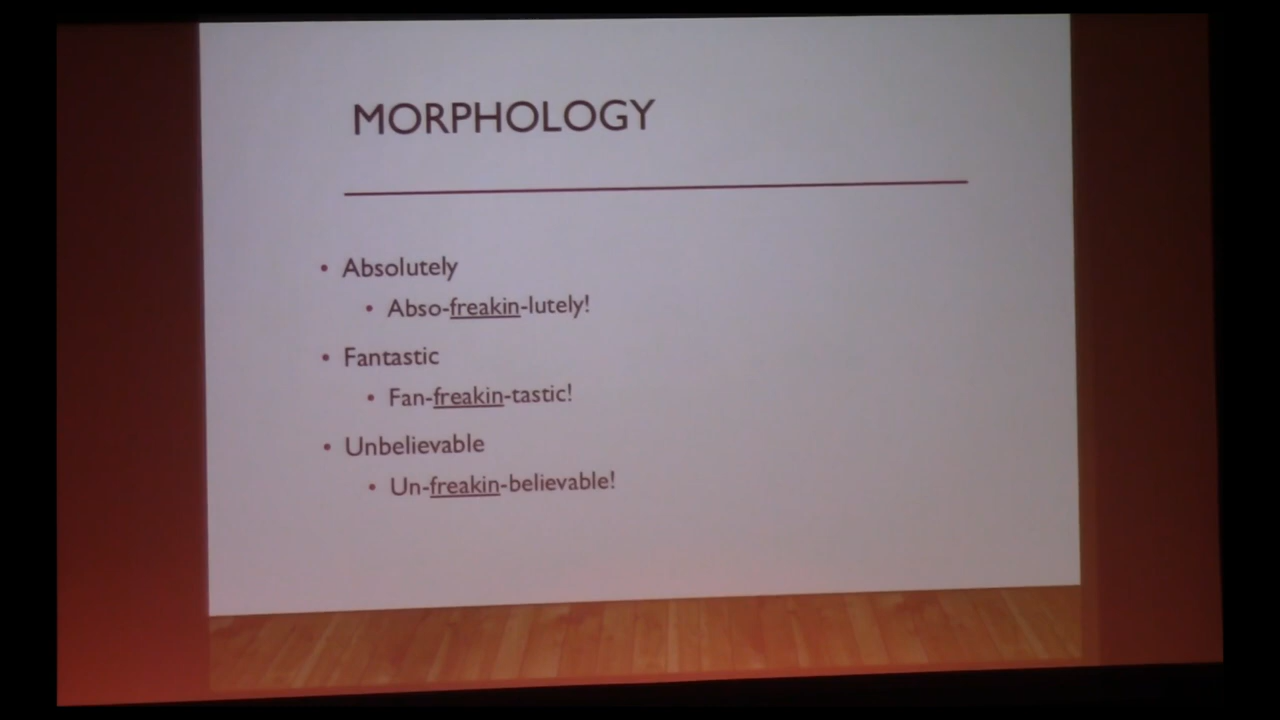 MORPHOLOGY
• Absolutely
• Abso-freakin-lutely!
• Fantastic
• Fan-freakin-tastic!
• Unbelievable
• Un-freakin-believable!